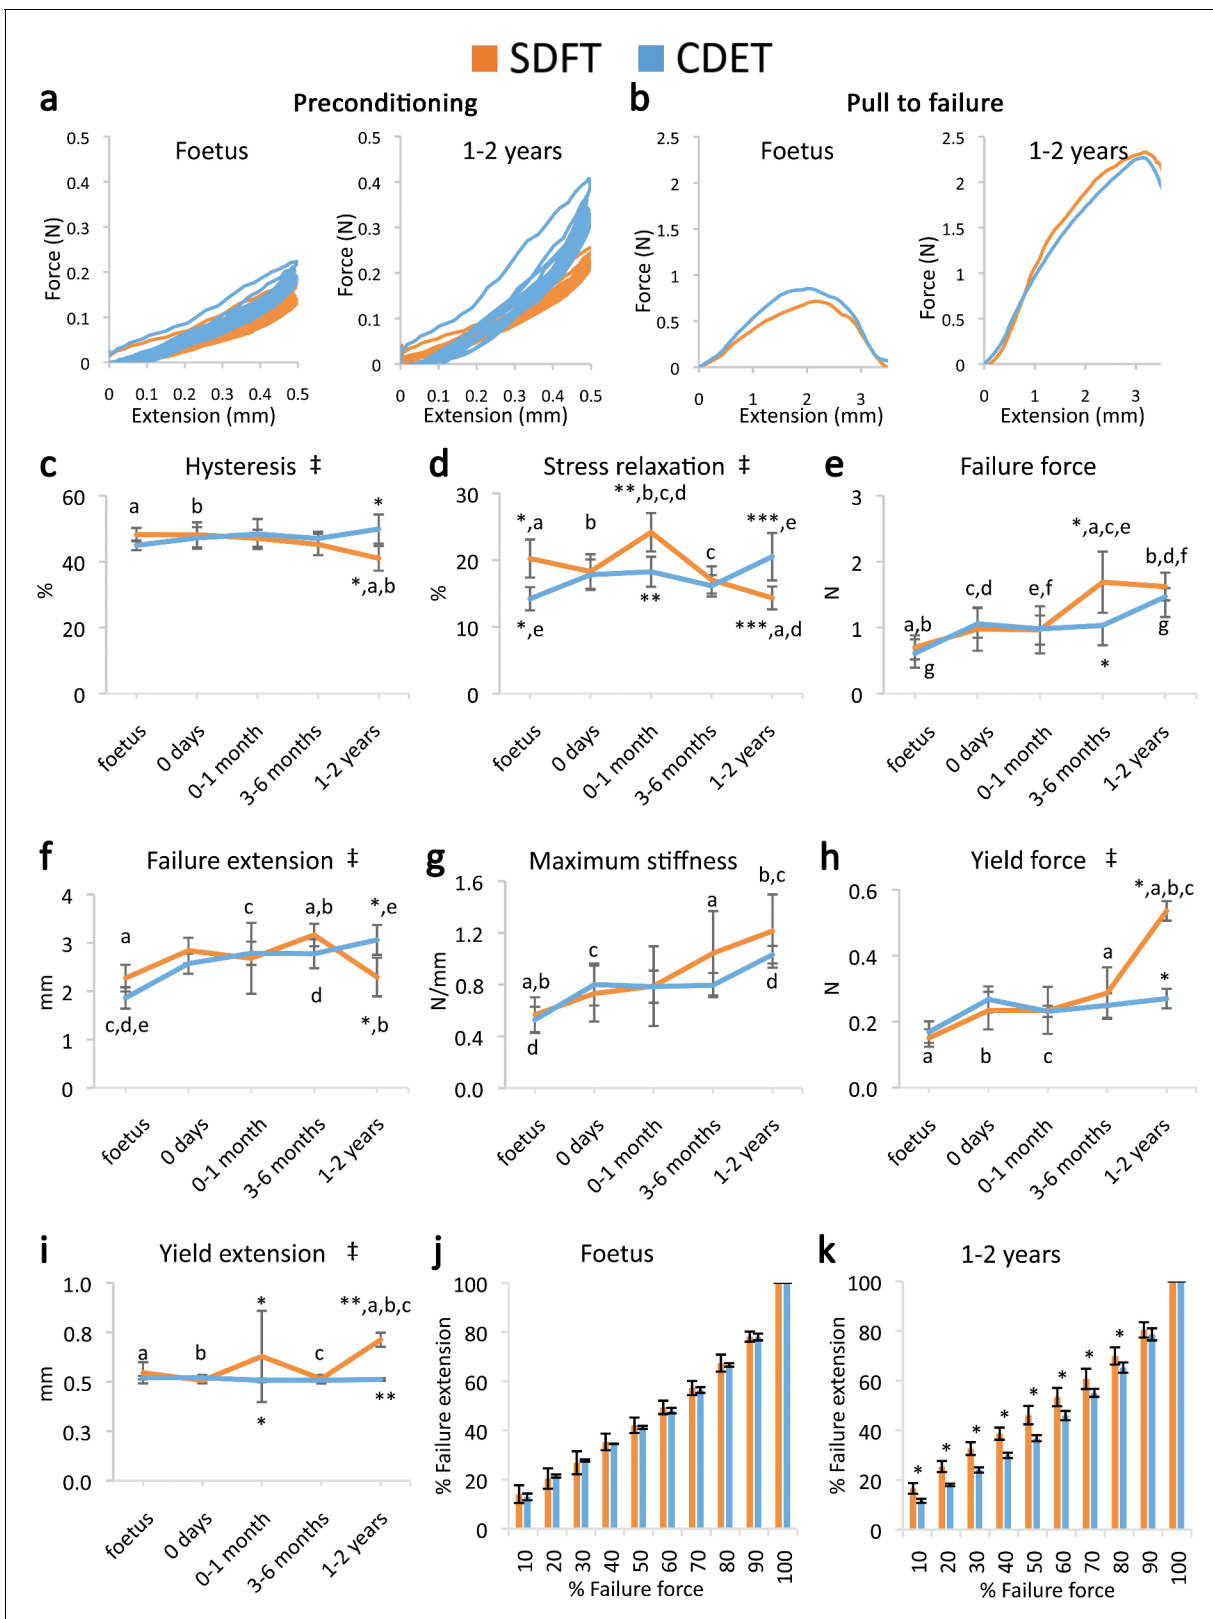 SDFT CDET
a Preconditioning b Pull to failure
Foetus 1-2 years Foetus 1-2 years
Force (N)
0.5
0.4
0.3
0.2
0.1
0
0 0.1 0.2 0.3 0.4 0.5
Extension (mm)
Force (N)
0.5
0.4
0.3
0.2
0.1
0
0 0.1 0.2 0.3 0.4 0.5
Extension (mm)
Force (N)
2.5
2
1.5
1
0.5
0
0 1 2 3
Extension (mm)
Force (N)
2.5
2
1.5
1
2.5
0
0 1 2 3
Extension (mm)
c Hysteresis ‡
%
60
40
20
0
a b *
*,a,b
foetus
0 days
0-1 month
3-6 months
1-2 years
d Stress relaxation ‡
%
30
20
10
0
*,a b **,b,c,d c ***,e
*,e ** ***,a,d
foetus
0 days
0-1 month
3-6 months
1-2 years
e Failure force
N
3
2
1
0
a,b c,d e,f *,a,c,e b,d,f
g * g
foetus
0 days
0-1 month
3-6 months
1-2 years
f Failure extension ‡
mm
4
3
2
1
0
a c a,b *,e
c,d,e d *,b
foetus
0 days
0-1 month
3-6 months
1-2 years
g Maximum stiffness
N/mm
1.6
1.2
0.8
0.4
0.0
a,b c a b,c
d d
foetus
0 days
0-1 month
3-6 months
1-2 years
h Yield force ‡
N
0.6
0.4
0.2
0.0
a *,a,b,c
a b c *
foetus
0 days
0-1 month
3-6 months
1-2 years
i Yield extension ‡
mm
1.0
0.8
0.5
0.3
0.0
a b * c **,a,b,c
* **
foetus
0 days
0-1 month
3-6 months
1-2 years
j Foetus
% Failure extension
100
80
60
40
20
0
10 20 30 40 50 60 70 80 90 100
% Failure force
k 1-2 years
% Failure extension
100
80
60
40
20
0
* * * * * * * *
10 20 30 40 50 60 70 80 90 100
% Failure force